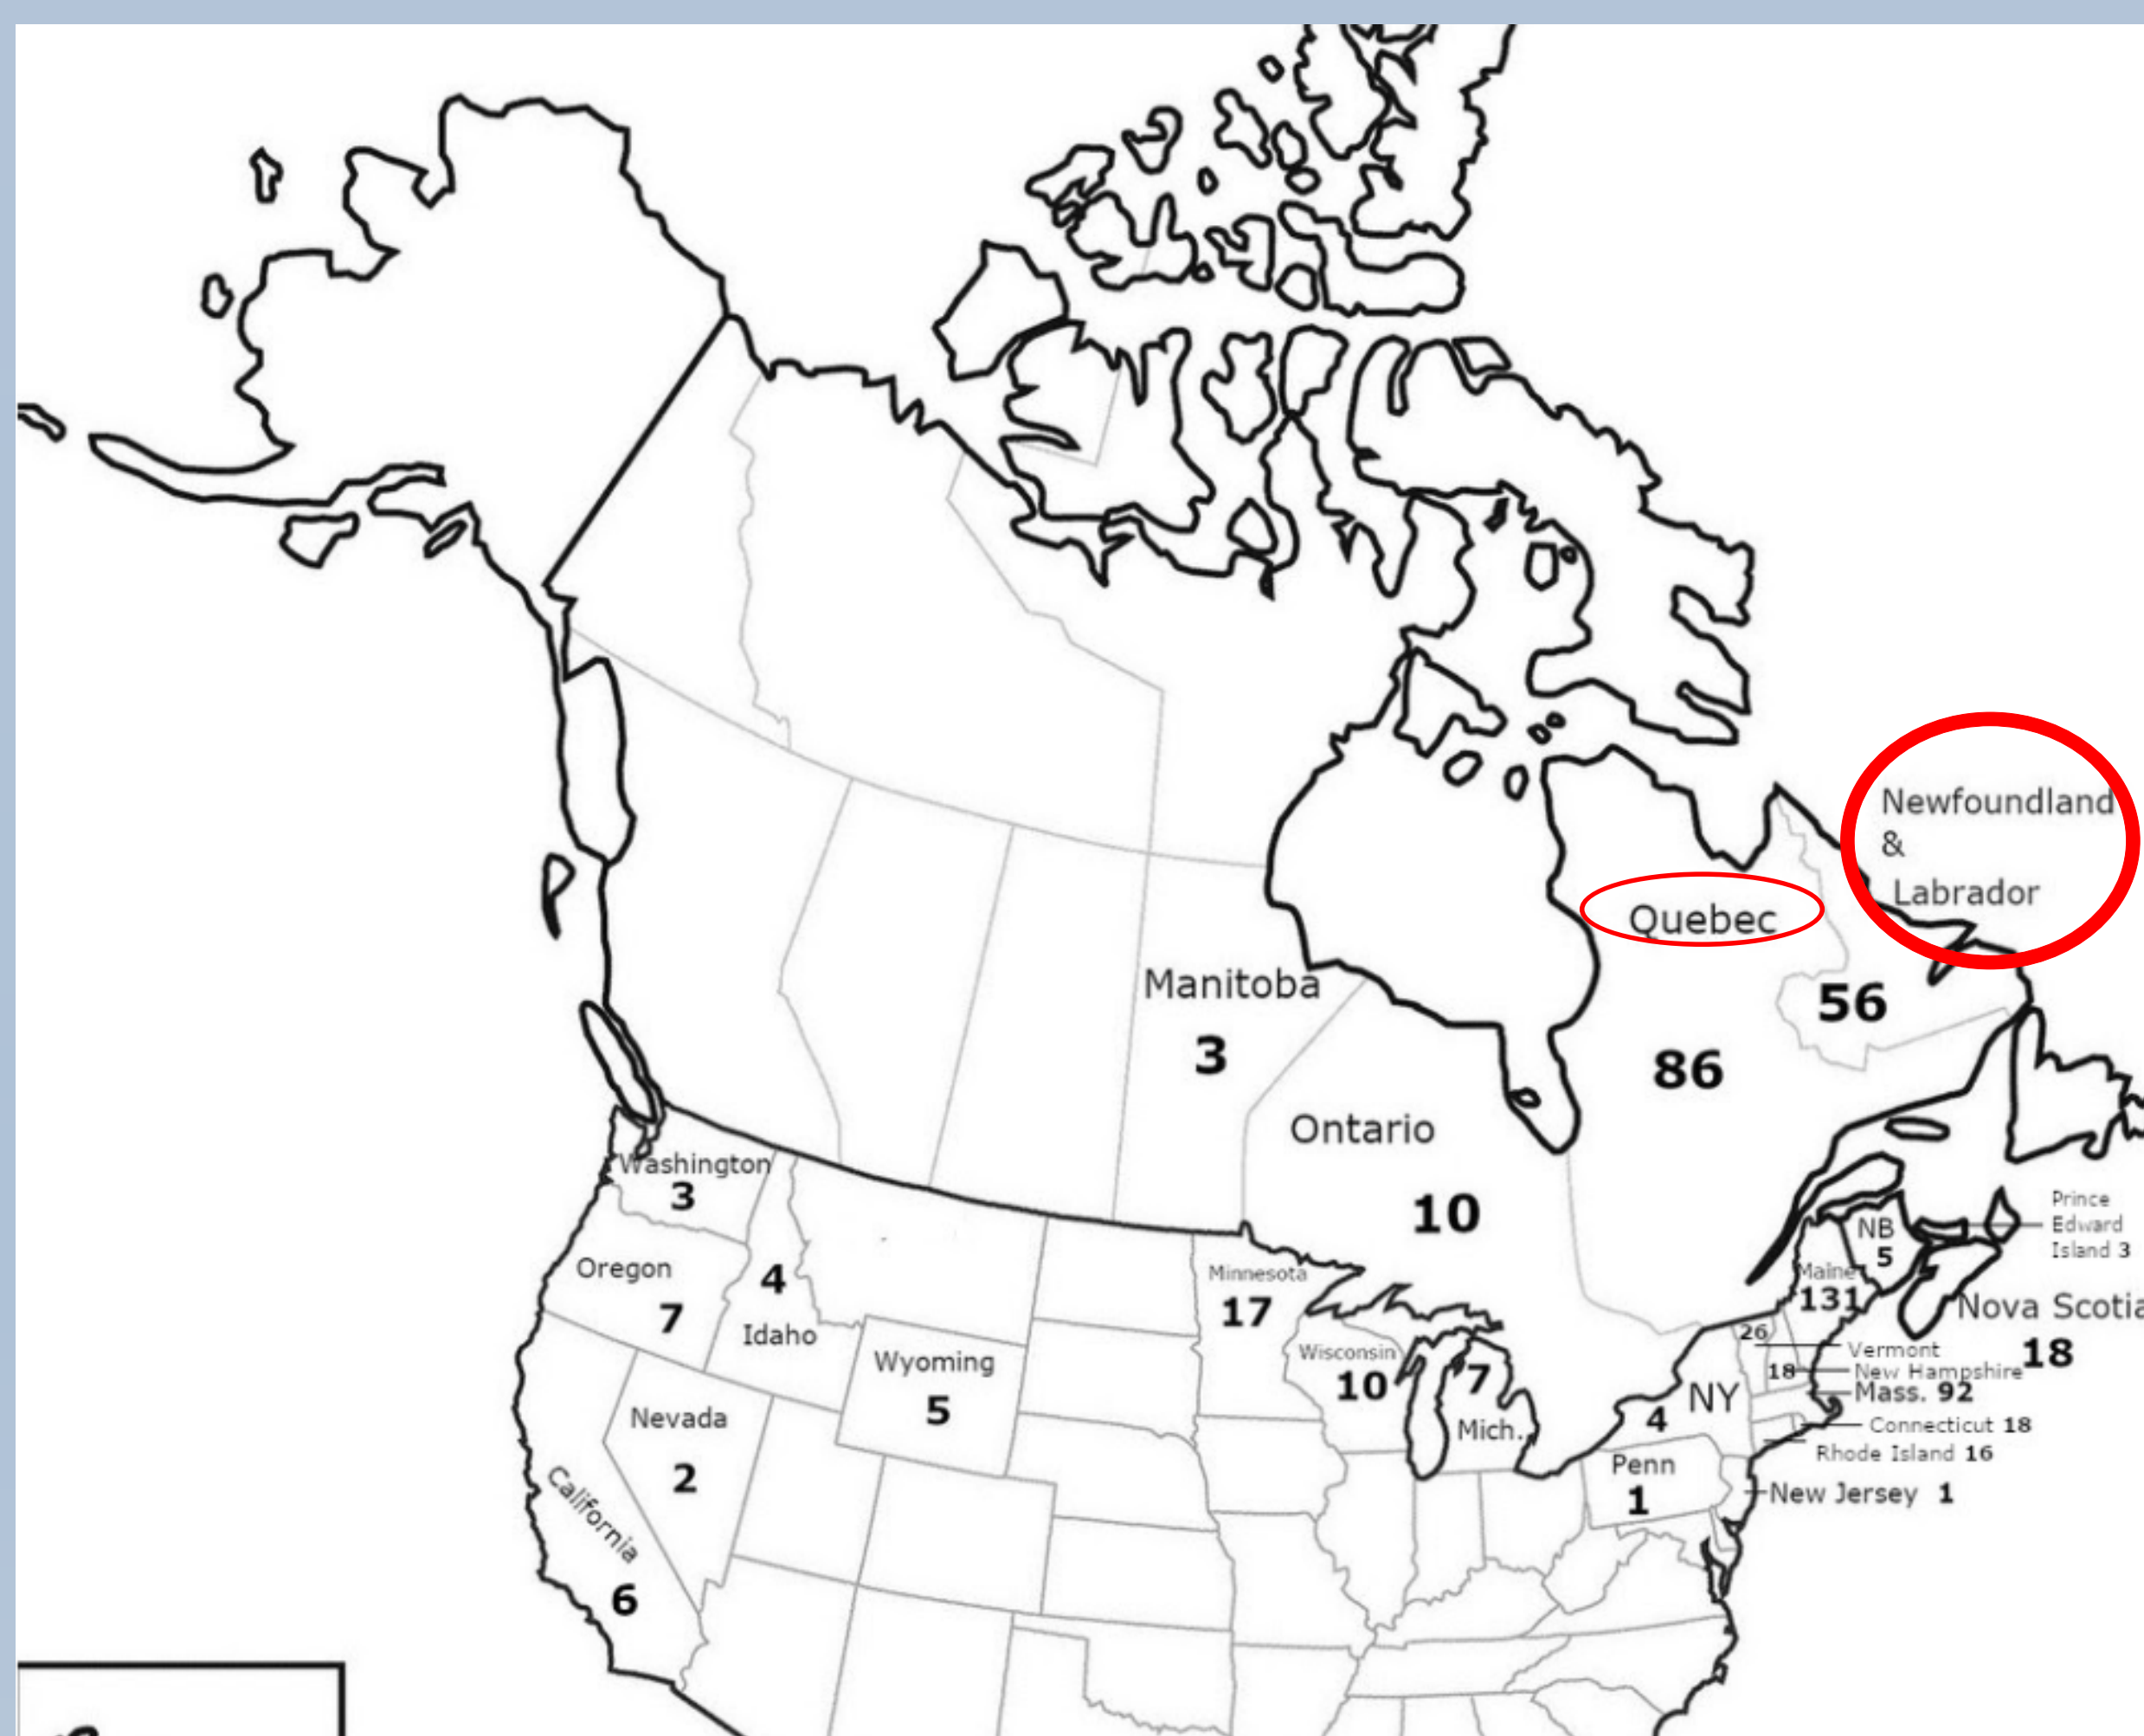 Newfoundland
&
Labrador
Quebec
56
Manitoba
3
86
Ontario
10
Washington
3
Oregon
7
4
Idaho
Wyoming
5
Nevada
2
California
6
Minnesota
17
Wisconsin
10
7
Mich.
NY
4
Penn
1
NB
5
Maine
131
Prince
Edward
Island 3
Nova Scotia
18
26
Vermont
18
New Hampshire
Mass. 92
Connecticut 18
Rhode Island 16
New Jersey 1